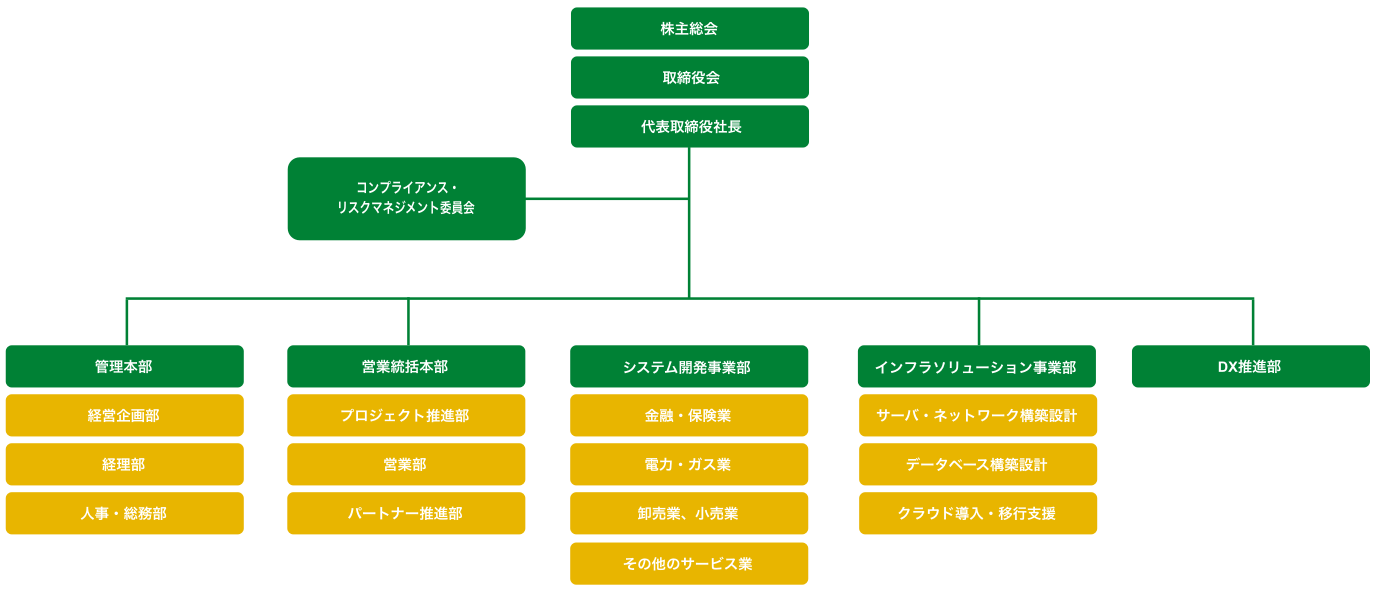 株主総会
取締役会
代表取締役社長
コンプライアンス・
リスクマネジメント委員会
管理本部
経営企画部
経理部
人事・総務部
営業統括本部
プロジェクト推進部
営業部
パートナー推進部
システム開発事業部
金融・保険業
電力・ガス業
卸売業、小売業
その他のサービス業
インフラソリューション事業部
サーバ・ネットワーク構築設計
データベース構築設計
クラウド導入・移行支援
DX推進部